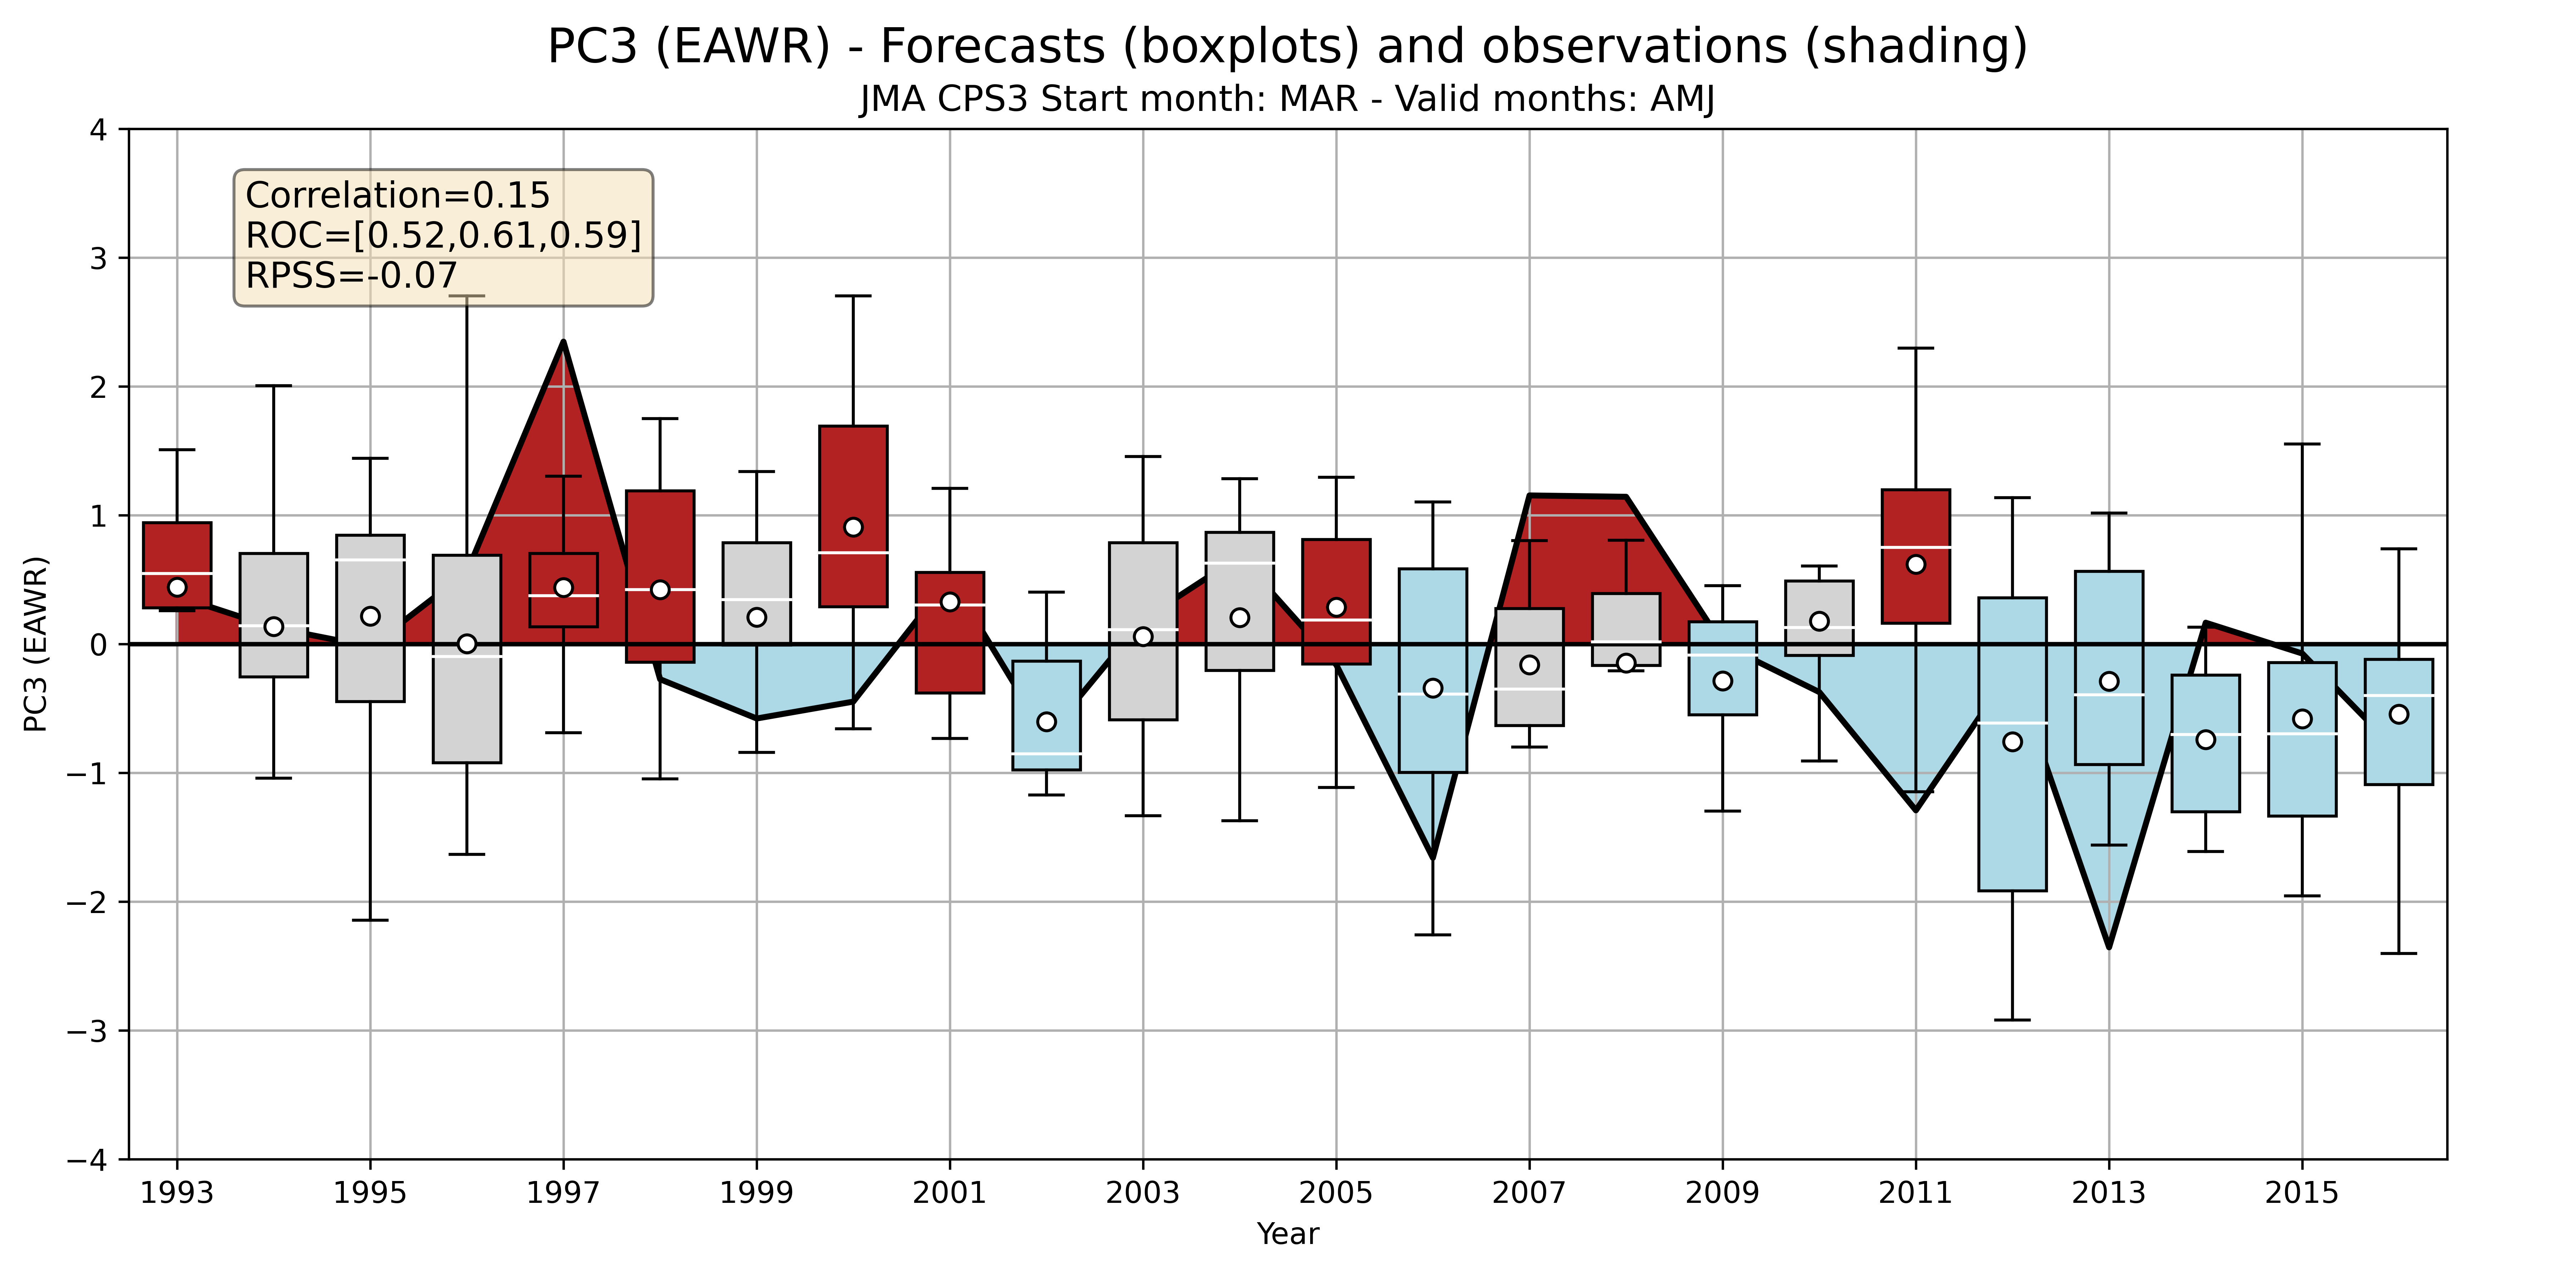 PC3 (EAWR) - Forecasts (boxplots) and observations (shading)
JMA CPS3 Start month: MAR - Valid months: AMJ
Correlation=0.15
ROC=[0.52,0.61,0.59]
RPSS=-0.07
PC3 (EAWR)
4
3
2
1
0
−1
−2
−3
−4
1993 1995 1997 1999 2001 2003 2005 2007 2009 2011 2013 2015
Year